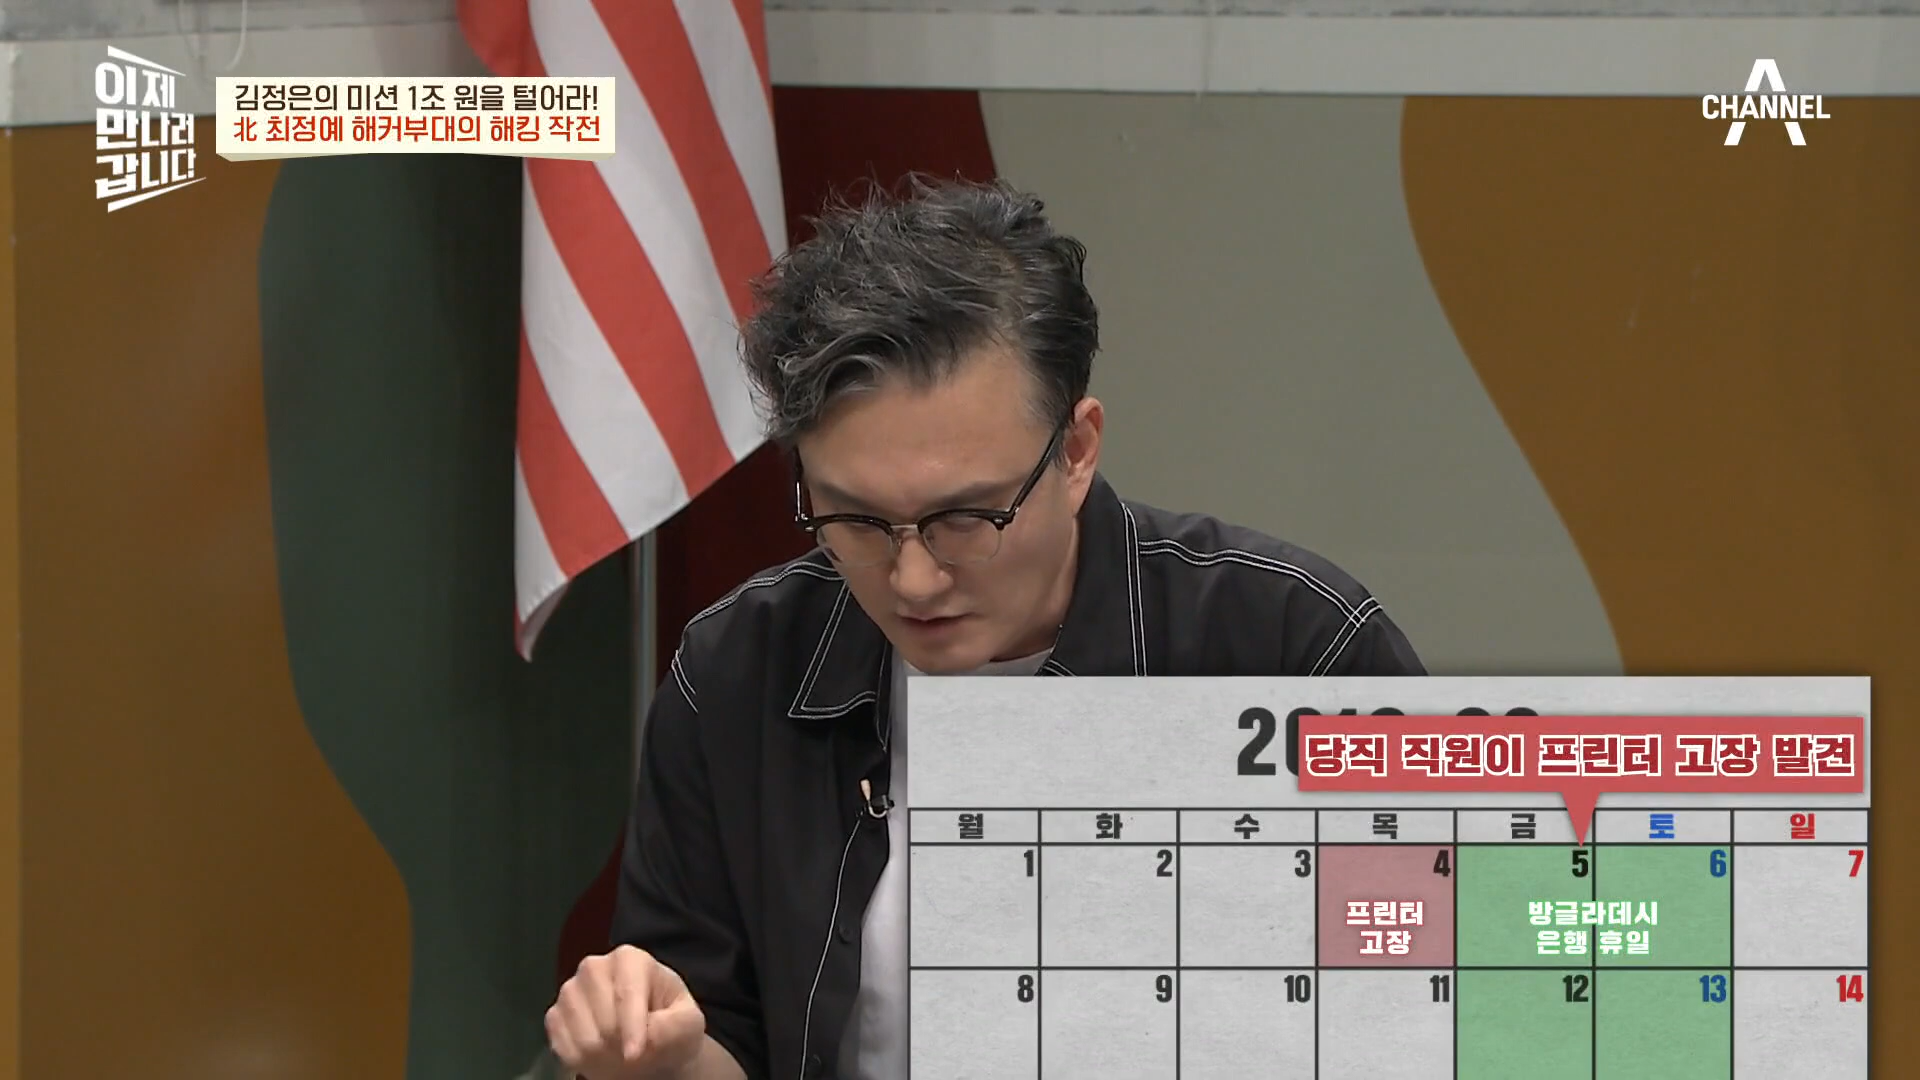 이제
만나러
갑니다
김정은의 미션 1조 원을 털어라!
北 최정예 해커부대의 해킹 작전
CHANNEL A
당직 직원이 프린터 고장 발견
월 화 수 목 금 토 일
1 2 3 4 5 6 7
프린터
고장
방글라데시
은행 휴일
8 9 10 11 12 13 14